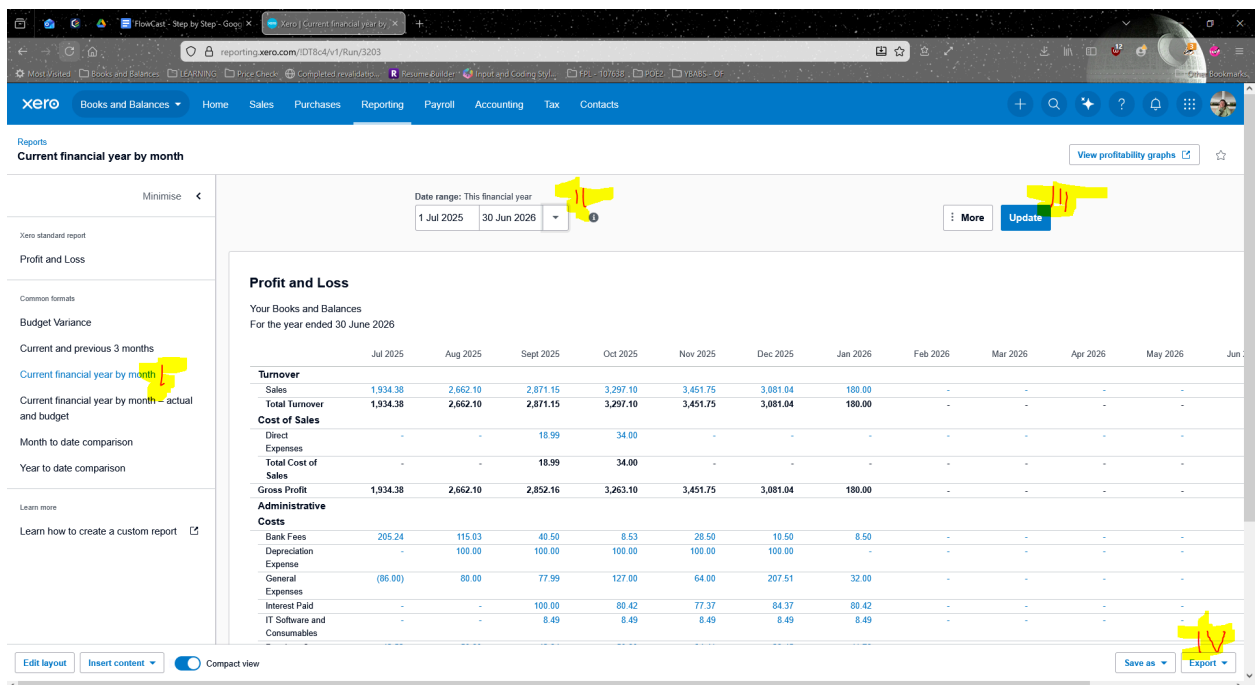 FlowCast - Step by Step - Goog ×
Xero | Current financial year by ×
reporting.xero.com/IDT8c4/v1/Run/3203
Most Visited Books and Balances LEARNING Price Checks Completed revalidatio... Resume Builder Input and Coding Styl... FPL - 107638 POE2 YBABS - OF Other Bookmarks
xero Books and Balances Home Sales Purchases Reporting Payroll Accounting Tax Contacts
Reports
Current financial year by month
View profitability graphs
Minimise
Date range: This financial year
II
III
1 Jul 2025 30 Jun 2026
More Update
Xero standard report
Profit and Loss
Common formats
Budget Variance
Current and previous 3 months
Current financial year by month I
Current financial year by month – actual
and budget
Month to date comparison
Year to date comparison
Learn more
Learn how to create a custom report
Profit and Loss
Your Books and Balances
For the year ended 30 June 2026
Jul 2025 Aug 2025 Sept 2025 Oct 2025 Nov 2025 Dec 2025 Jan 2026 Feb 2026 Mar 2026 Apr 2026 May 2026 Jun
Turnover
Sales 1,934.38 2,662.10 2,871.15 3,297.10 3,451.75 3,081.04 180.00 - - - -
Total Turnover 1,934.38 2,662.10 2,871.15 3,297.10 3,451.75 3,081.04 180.00 - - - -
Cost of Sales
Direct
Expenses - - 18.99 34.00 - - - - - - -
Total Cost of
Sales - - 18.99 34.00 - - - - - - -
Gross Profit 1,934.38 2,662.10 2,852.16 3,263.10 3,451.75 3,081.04 180.00 - - - -
Administrative
Costs
Bank Fees 205.24 115.03 40.50 8.53 28.50 10.50 8.50 - - - -
Depreciation
Expense - 100.00 100.00 100.00 100.00 100.00 - - - - -
General
Expenses (86.00) 80.00 77.99 127.00 64.00 207.51 32.00 - - - -
Interest Paid - - 100.00 80.42 77.37 84.37 80.42 - - - -
IT Software and
Consumables - - 8.49 8.49 8.49 8.49 8.49 - - - -
IV
Edit layout Insert content Compact view Save as Export